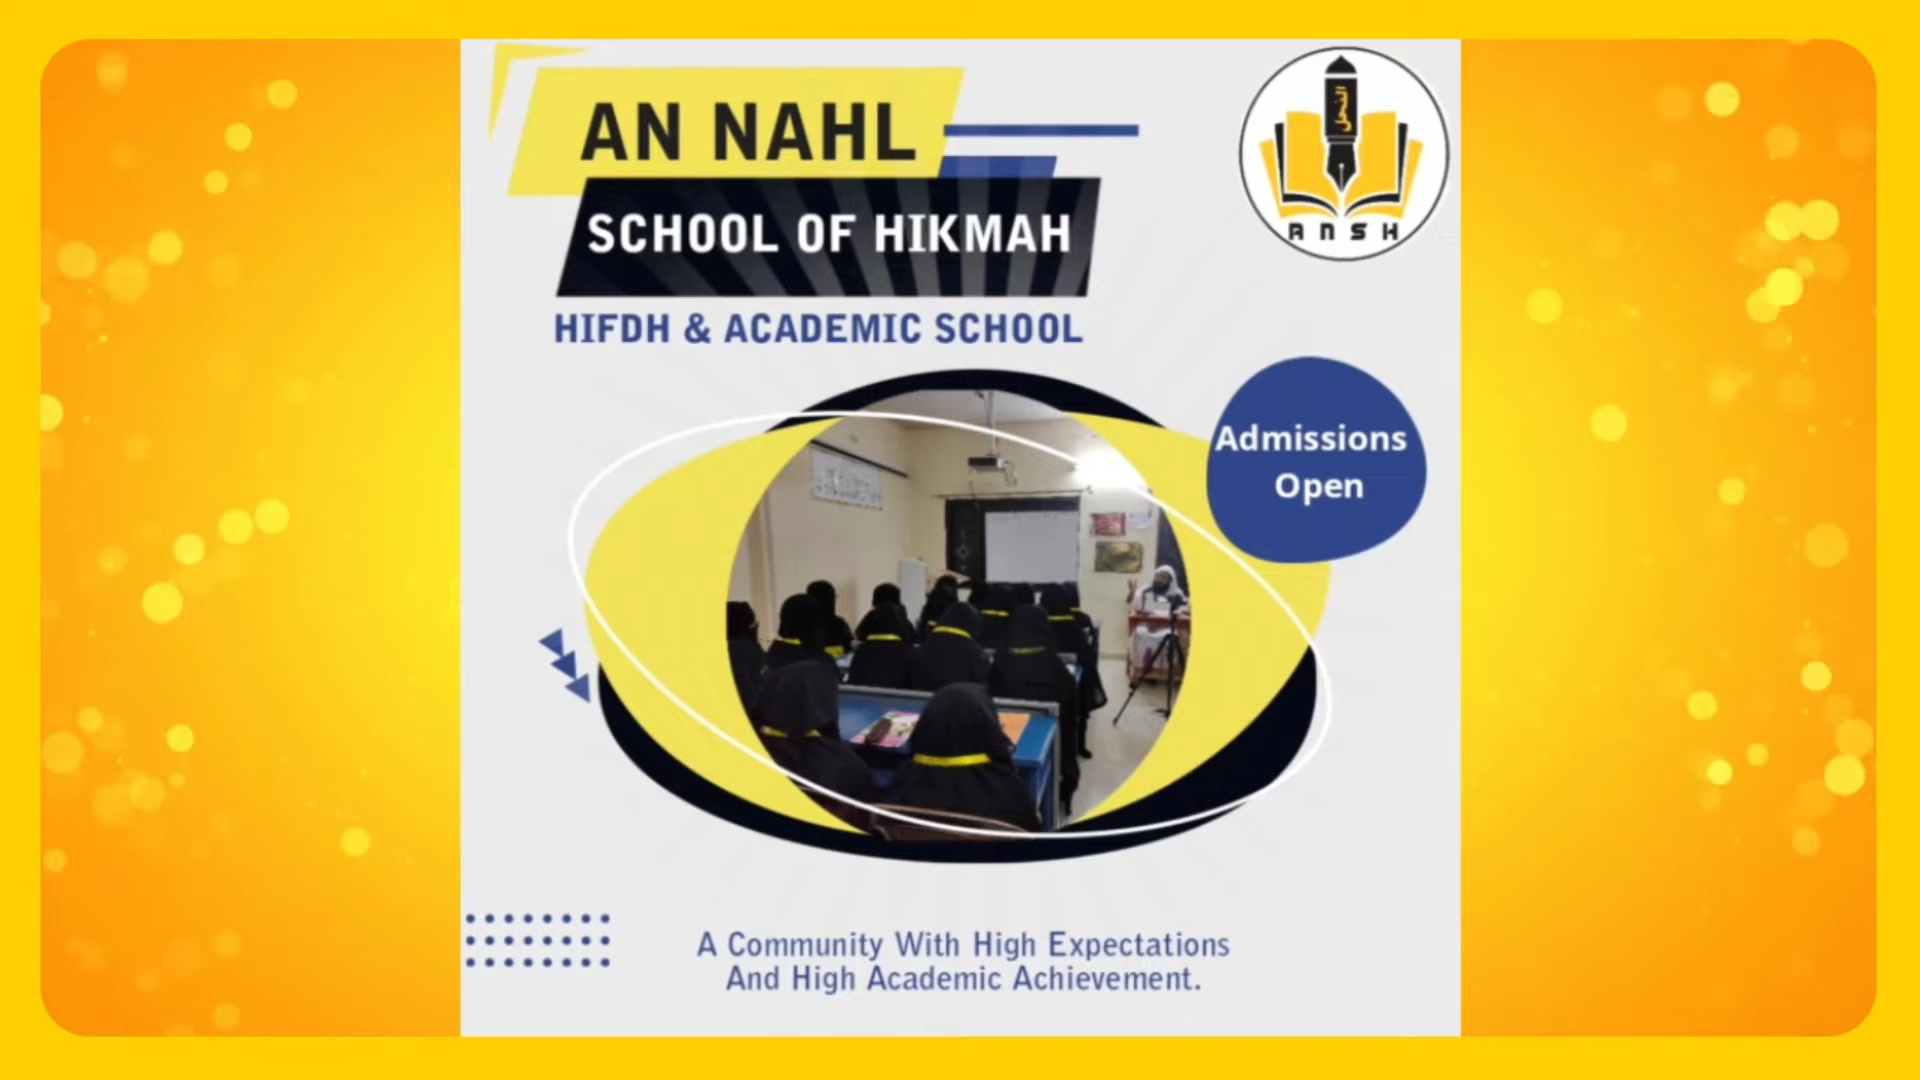 AN NAHL
SCHOOL OF HIKMAH
HIFDH & ACADEMIC SCHOOL
النحل
ANSH
Admissions
Open
A Community With High Expectations
And High Academic Achievement.